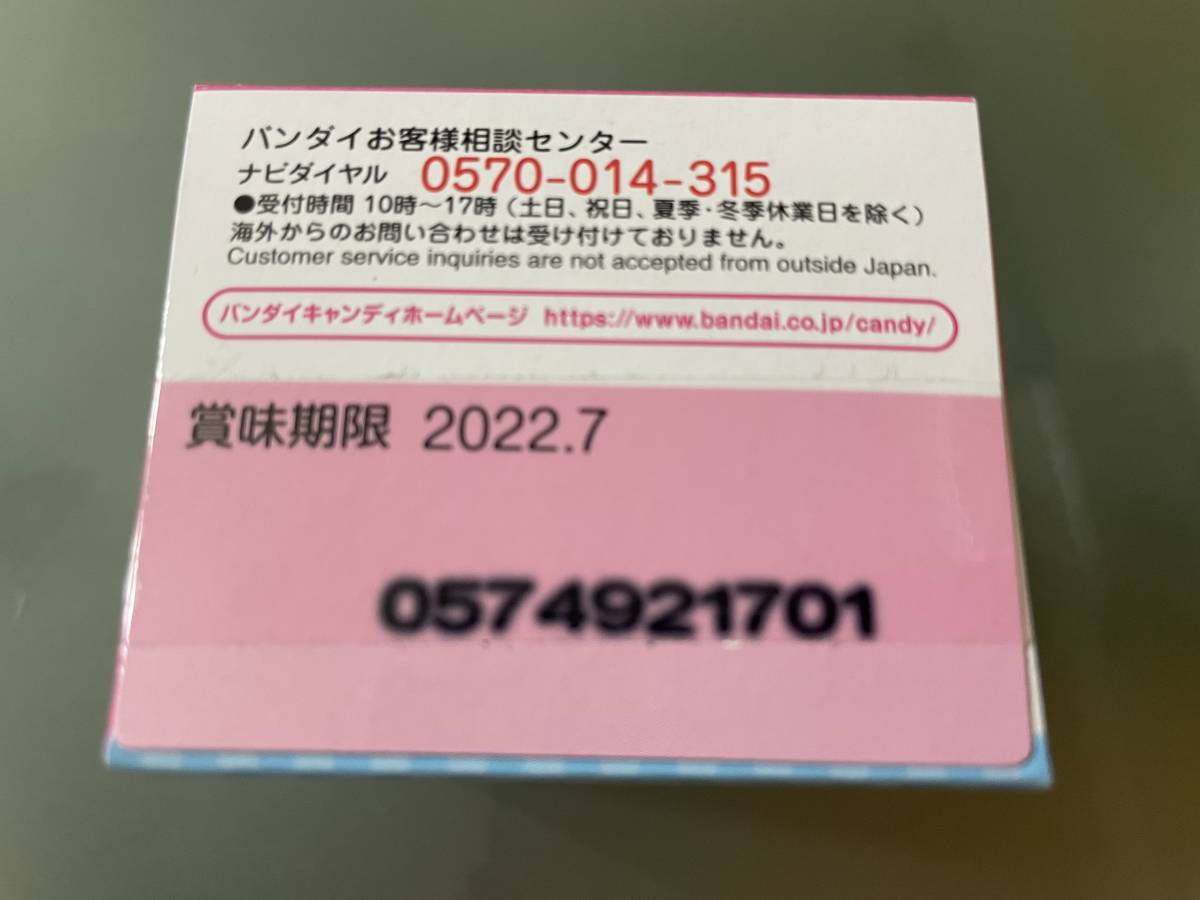 バンダイお客様相談センター
ナビダイヤル 0570-014-315
●受付時間 10時～17時（土日、祝日、夏季・冬季休業日を除く）
海外からのお問い合わせは受け付けておりません。
Customer service inquiries are not accepted from outside Japan.
バンダイキャンディホームページ https://www.bandai.co.jp/candy/
賞味期限 2022.7
0574921701